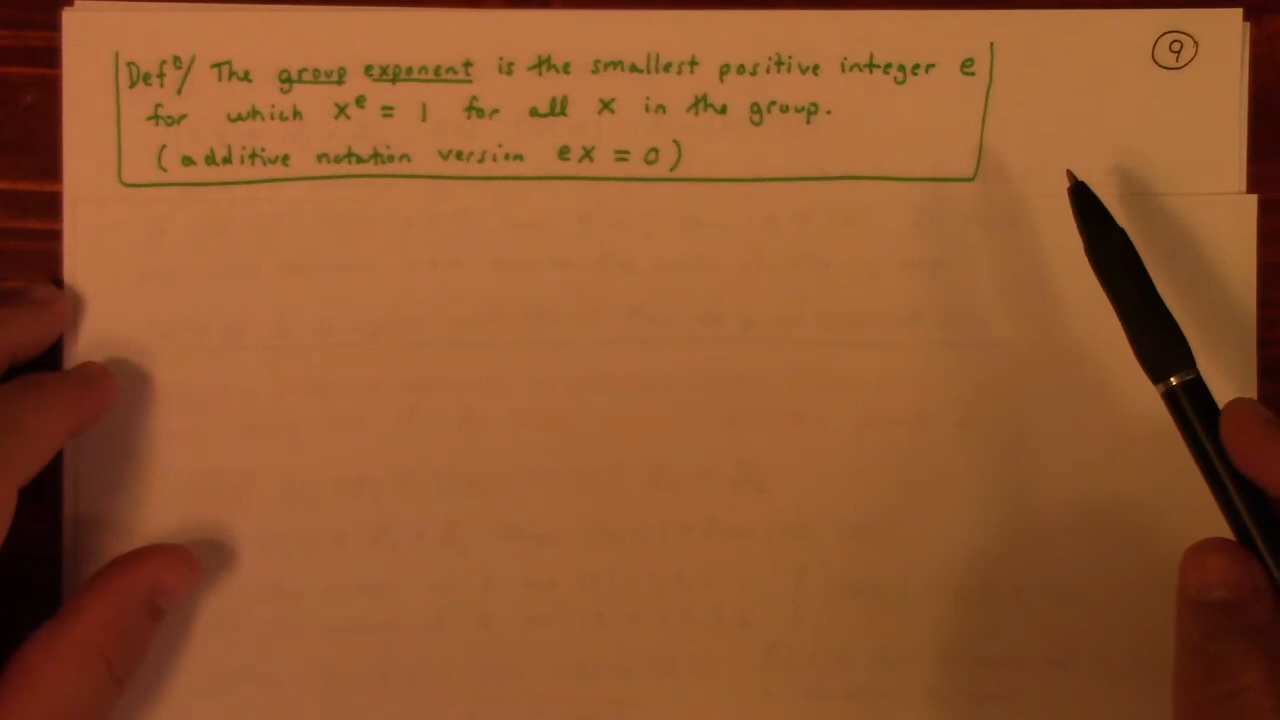 Defⁿ/ The group exponent is the smallest positive integer e
for which xᵉ = 1 for all x in the group.
(additive notation version ex = 0)
9